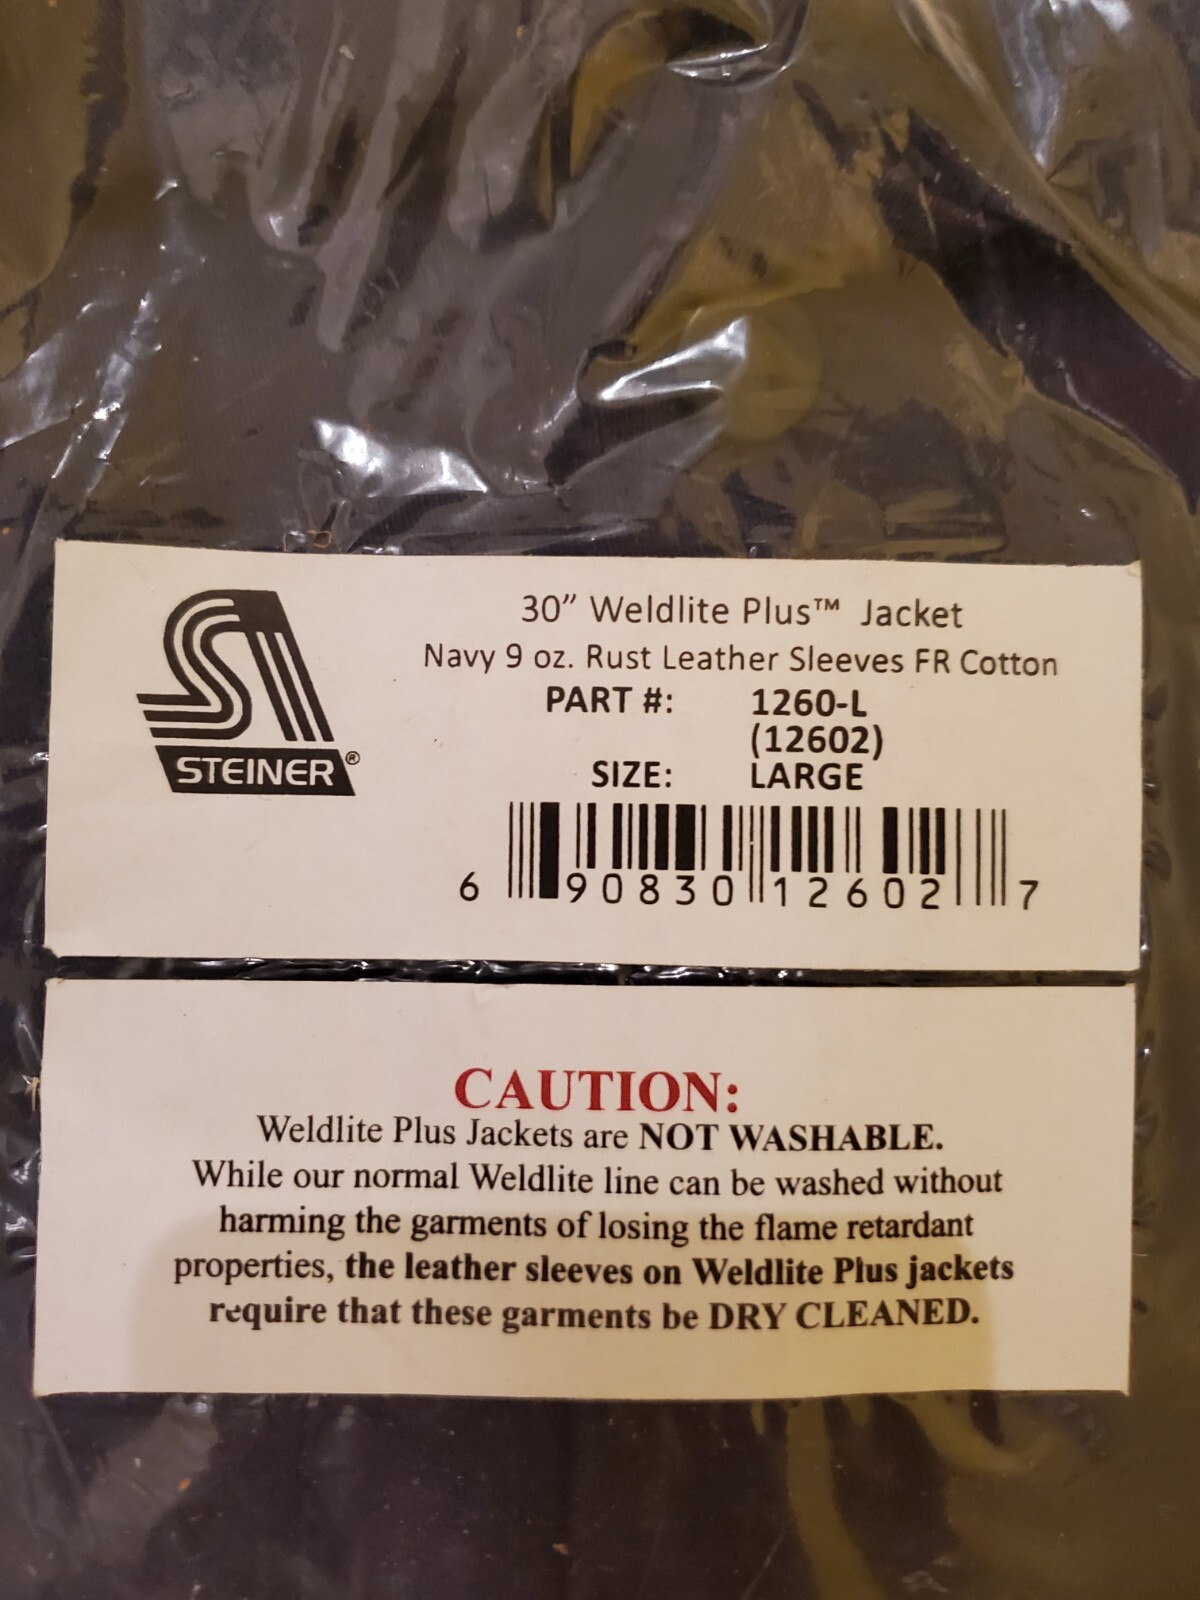 30” Weldlite Plus™ Jacket
Navy 9 oz. Rust Leather Sleeves FR Cotton
PART #: 1260-L
(12602)
SIZE: LARGE
STEINER®
6 90830 12602 7
CAUTION:
Weldlite Plus Jackets are NOT WASHABLE.
While our normal Weldlite line can be washed without
harming the garments of losing the flame retardant
properties, the leather sleeves on Weldlite Plus jackets
require that these garments be DRY CLEANED.